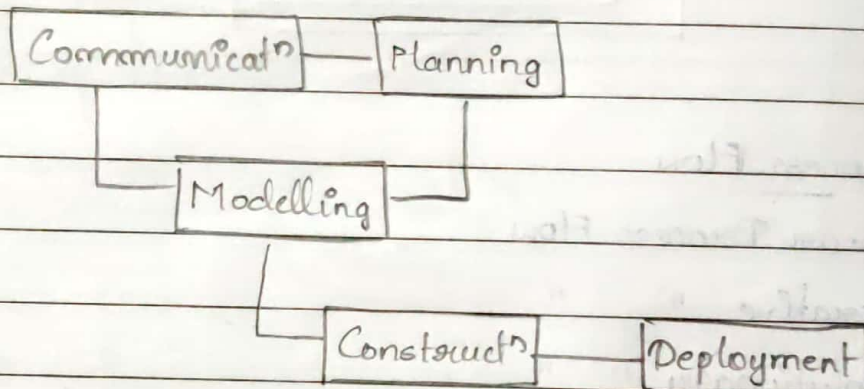 Communicatⁿ Planning
Modelling
Constructⁿ Deployment